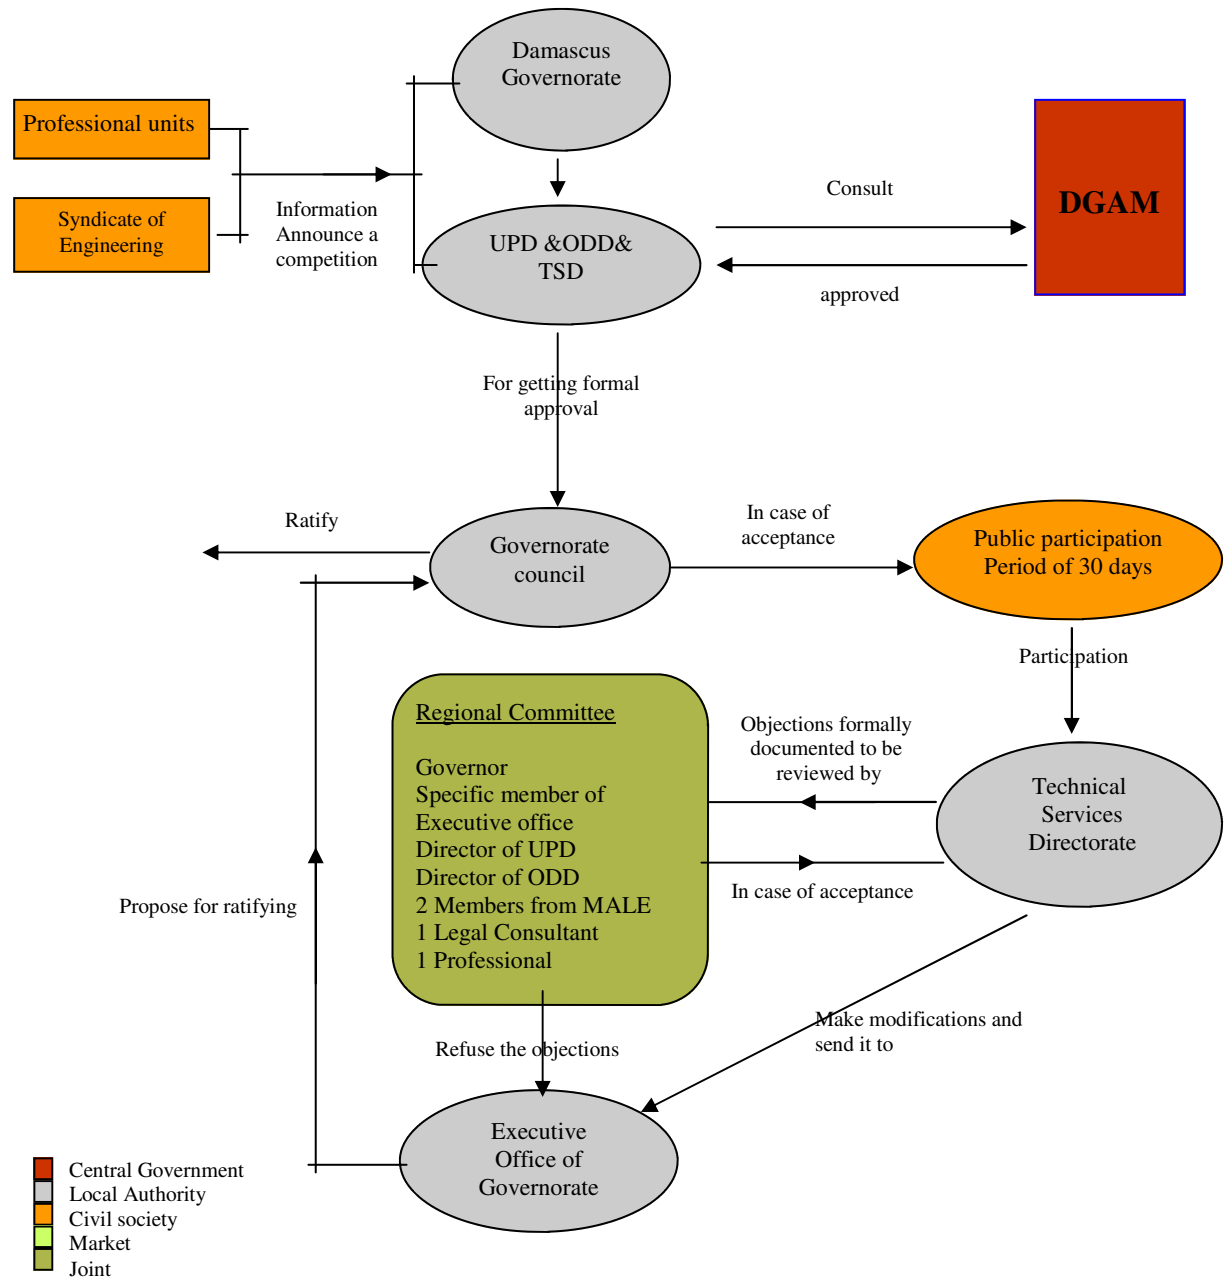 Damascus
Governorate
Professional units
Syndicate of
Engineering
Information
Announce a
competition
UPD &ODD&
TSD
Consult
DGAM
approved
For getting formal
approval
Ratify
Governorate
council
In case of
acceptance
Public participation
Period of 30 days
Participation
Regional Committee
Governor
Specific member of
Executive office
Director of UPD
Director of ODD
2 Members from MALE
1 Legal Consultant
1 Professional
Objections formally
documented to be
reviewed by
Technical
Services
Directorate
In case of acceptance
Propose for ratifying
Make modifications and
send it to
Refuse the objections
Executive
Office of
Governorate
Central Government
Local Authority
Civil society
Market
Joint